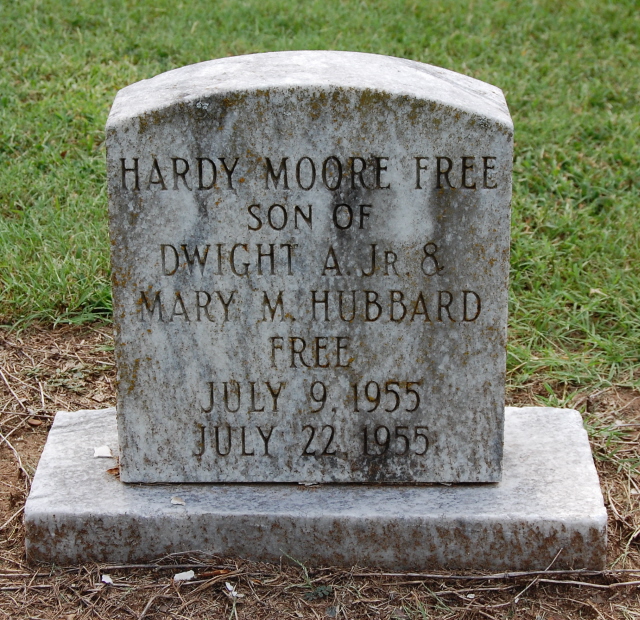 HARDY MOORE FREE
SON OF
DWIGHT A. JR. &
MARY M. HUBBARD
FREE
JULY 9, 1955
JULY 22, 1955